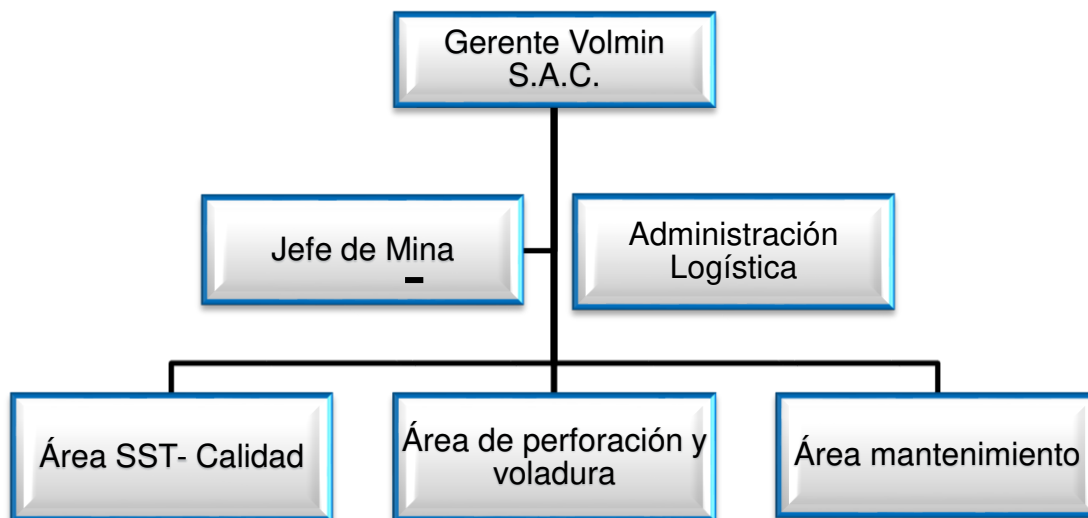 Gerente Volmin
S.A.C.
Jefe de Mina
Administración
Logística
Área SST- Calidad
Área de perforación y
voladura
Área mantenimiento